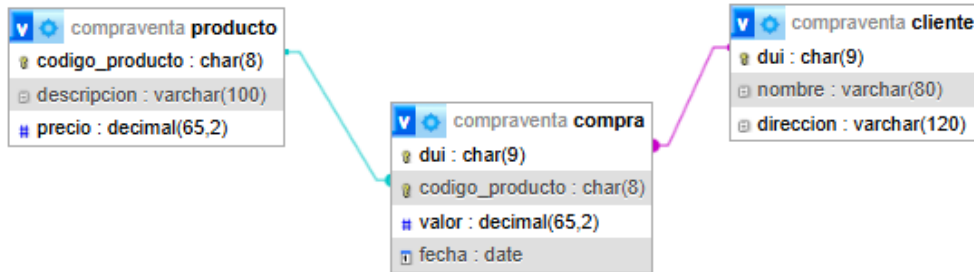 compraventa producto
codigo_producto : char(8)
descripcion : varchar(100)
precio : decimal(65,2)
compraventa compra
dui : char(9)
codigo_producto : char(8)
valor : decimal(65,2)
fecha : date
compraventa cliente
dui : char(9)
nombre : varchar(80)
direccion : varchar(120)